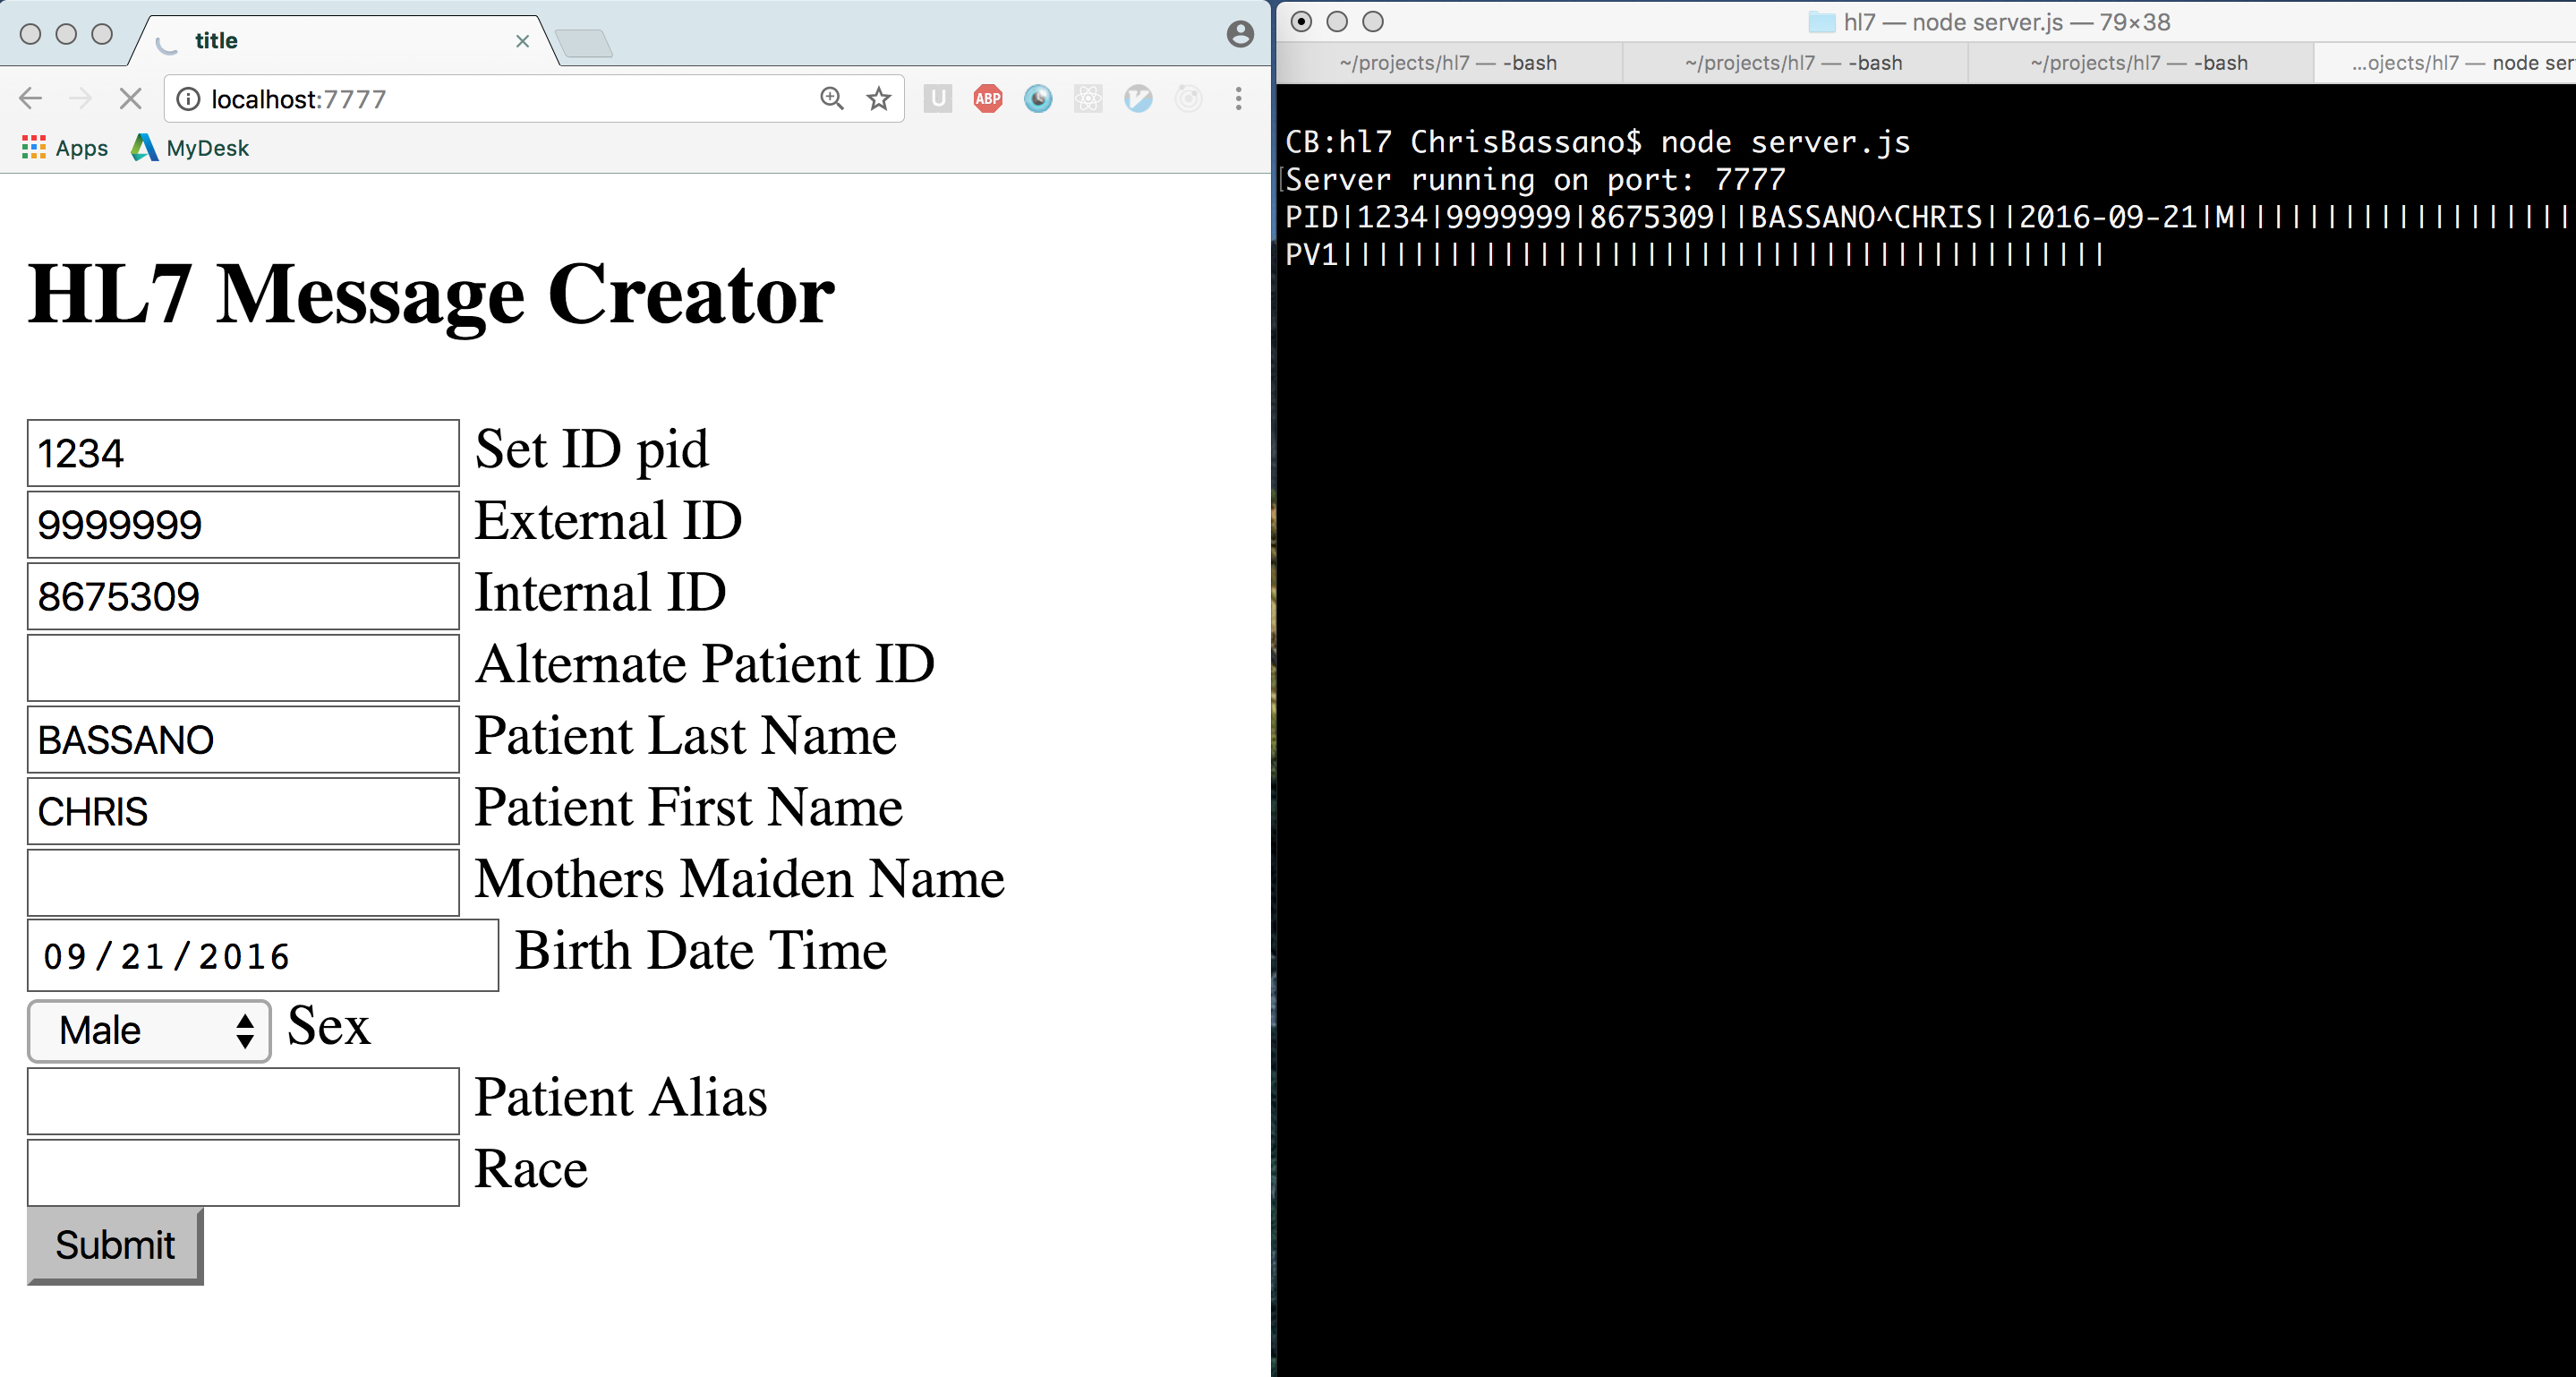 title
localhost:7777
U
ABP
Apps
MyDesk
HL7 Message Creator
1234 Set ID pid
9999999 External ID
8675309 Internal ID
Alternate Patient ID
BASSANO Patient Last Name
CHRIS Patient First Name
Mothers Maiden Name
09/21/2016 Birth Date Time
Male Sex
Patient Alias
Race
Submit
hl7 — node server.js — 79×38
~/projects/hl7 — -bash
~/projects/hl7 — -bash
~/projects/hl7 — -bash
...ojects/hl7 — node ser
CB:hl7 ChrisBassano$ node server.js
[Server running on port: 7777
PID|1234|9999999|8675309||BASSANO^CHRIS||2016-09-21|M|||||||||||||||||||
PV1|||||||||||||||||||||||||||||||||||||||||||